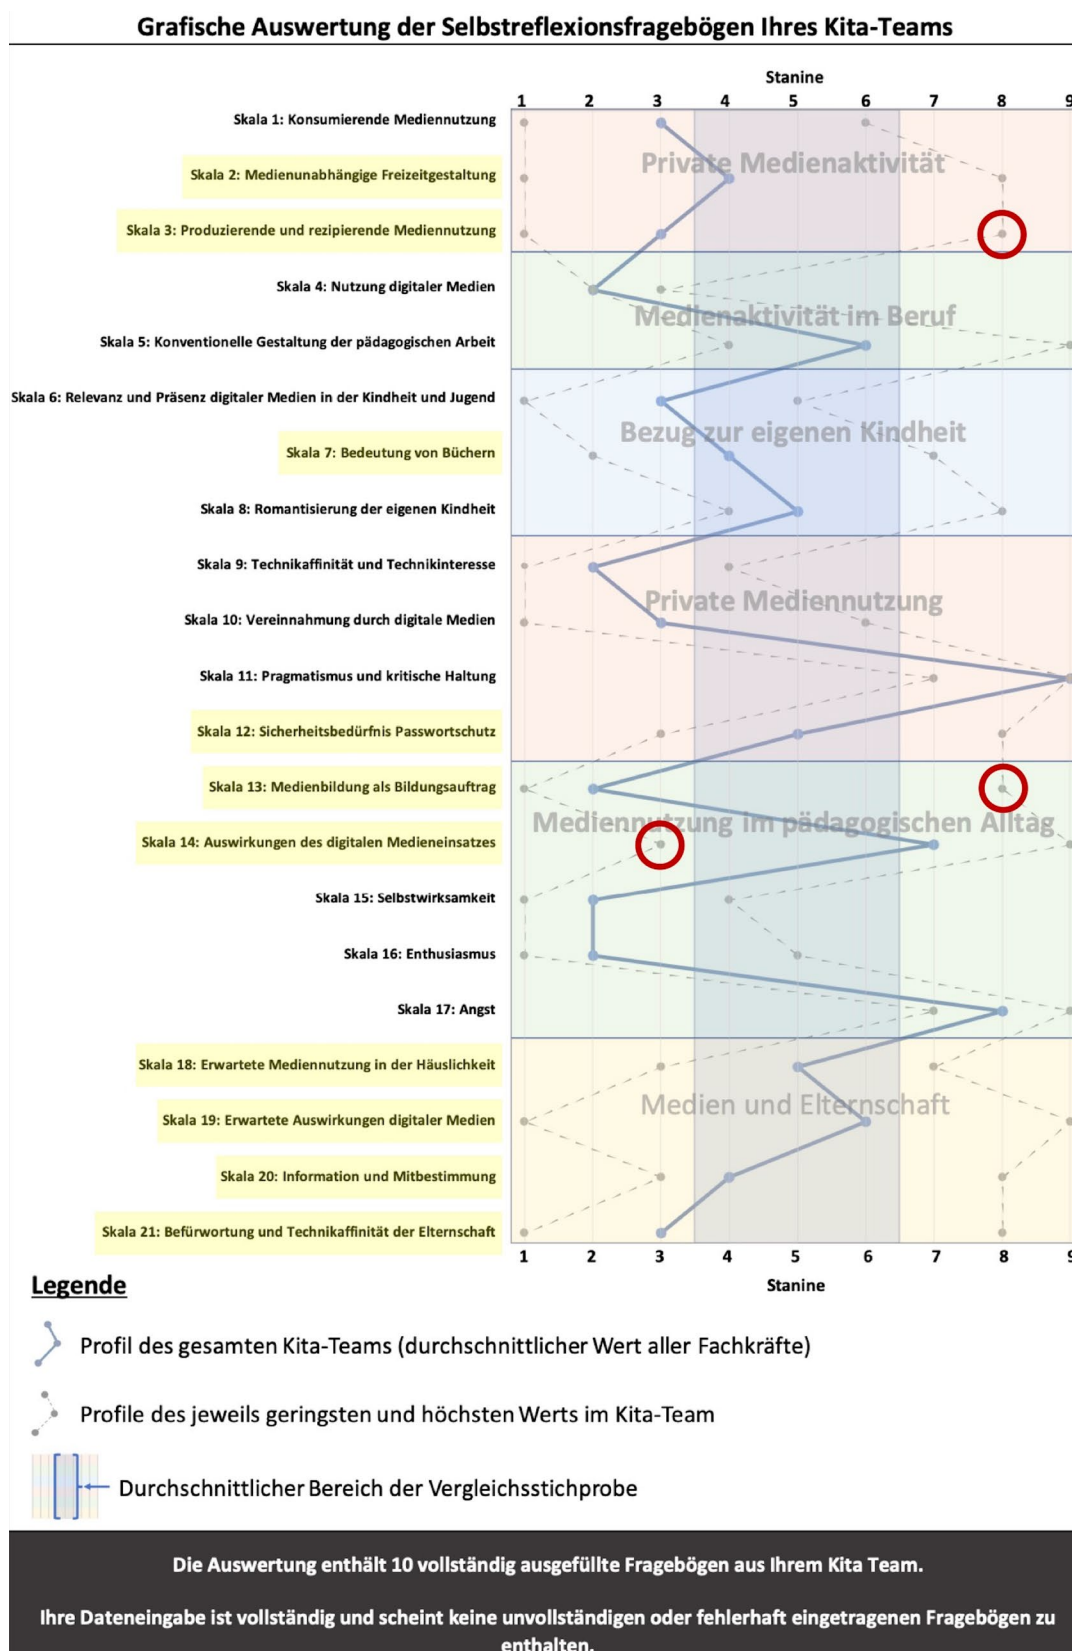 Grafische Auswertung der Selbstreflexionsfragebögen Ihres Kita-Teams
Stanine
1 2 3 4 5 6 7 8 9
Skala 1: Konsumierende Mediennutzung
Private Medienaktivität
Skala 2: Medienunabhängige Freizeitgestaltung
Skala 3: Produzierende und rezipierende Mediennutzung
Skala 4: Nutzung digitaler Medien
Medienaktivität im Beruf
Skala 5: Konventionelle Gestaltung der pädagogischen Arbeit
Skala 6: Relevanz und Präsenz digitaler Medien in der Kindheit und Jugend
Bezug zur eigenen Kindheit
Skala 7: Bedeutung von Büchern
Skala 8: Romantisierung der eigenen Kindheit
Skala 9: Technikaffinität und Technikinteresse
Private Mediennutzung
Skala 10: Vereinnahmung durch digitale Medien
Skala 11: Pragmatismus und kritische Haltung
Skala 12: Sicherheitsbedürfnis Passwortschutz
Skala 13: Medienbildung als Bildungsauftrag
Mediennutzung im pädagogischen Alltag
Skala 14: Auswirkungen des digitalen Medieneinsatzes
Skala 15: Selbstwirksamkeit
Skala 16: Enthusiasmus
Skala 17: Angst
Skala 18: Erwartete Mediennutzung in der Häuslichkeit
Medien und Elternschaft
Skala 19: Erwartete Auswirkungen digitaler Medien
Skala 20: Information und Mitbestimmung
Skala 21: Befürwortung und Technikaffinität der Elternschaft
1 2 3 4 5 6 7 8 9
Stanine
Legende
Profil des gesamten Kita-Teams (durchschnittlicher Wert aller Fachkräfte)
Profile des jeweils geringsten und höchsten Werts im Kita-Team
Durchschnittlicher Bereich der Vergleichsstichprobe
Die Auswertung enthält 10 vollständig ausgefüllte Fragebögen aus Ihrem Kita Team.
Ihre Dateneingabe ist vollständig und scheint keine unvollständigen oder fehlerhaft eingetragenen Fragebögen zu
enthalten.